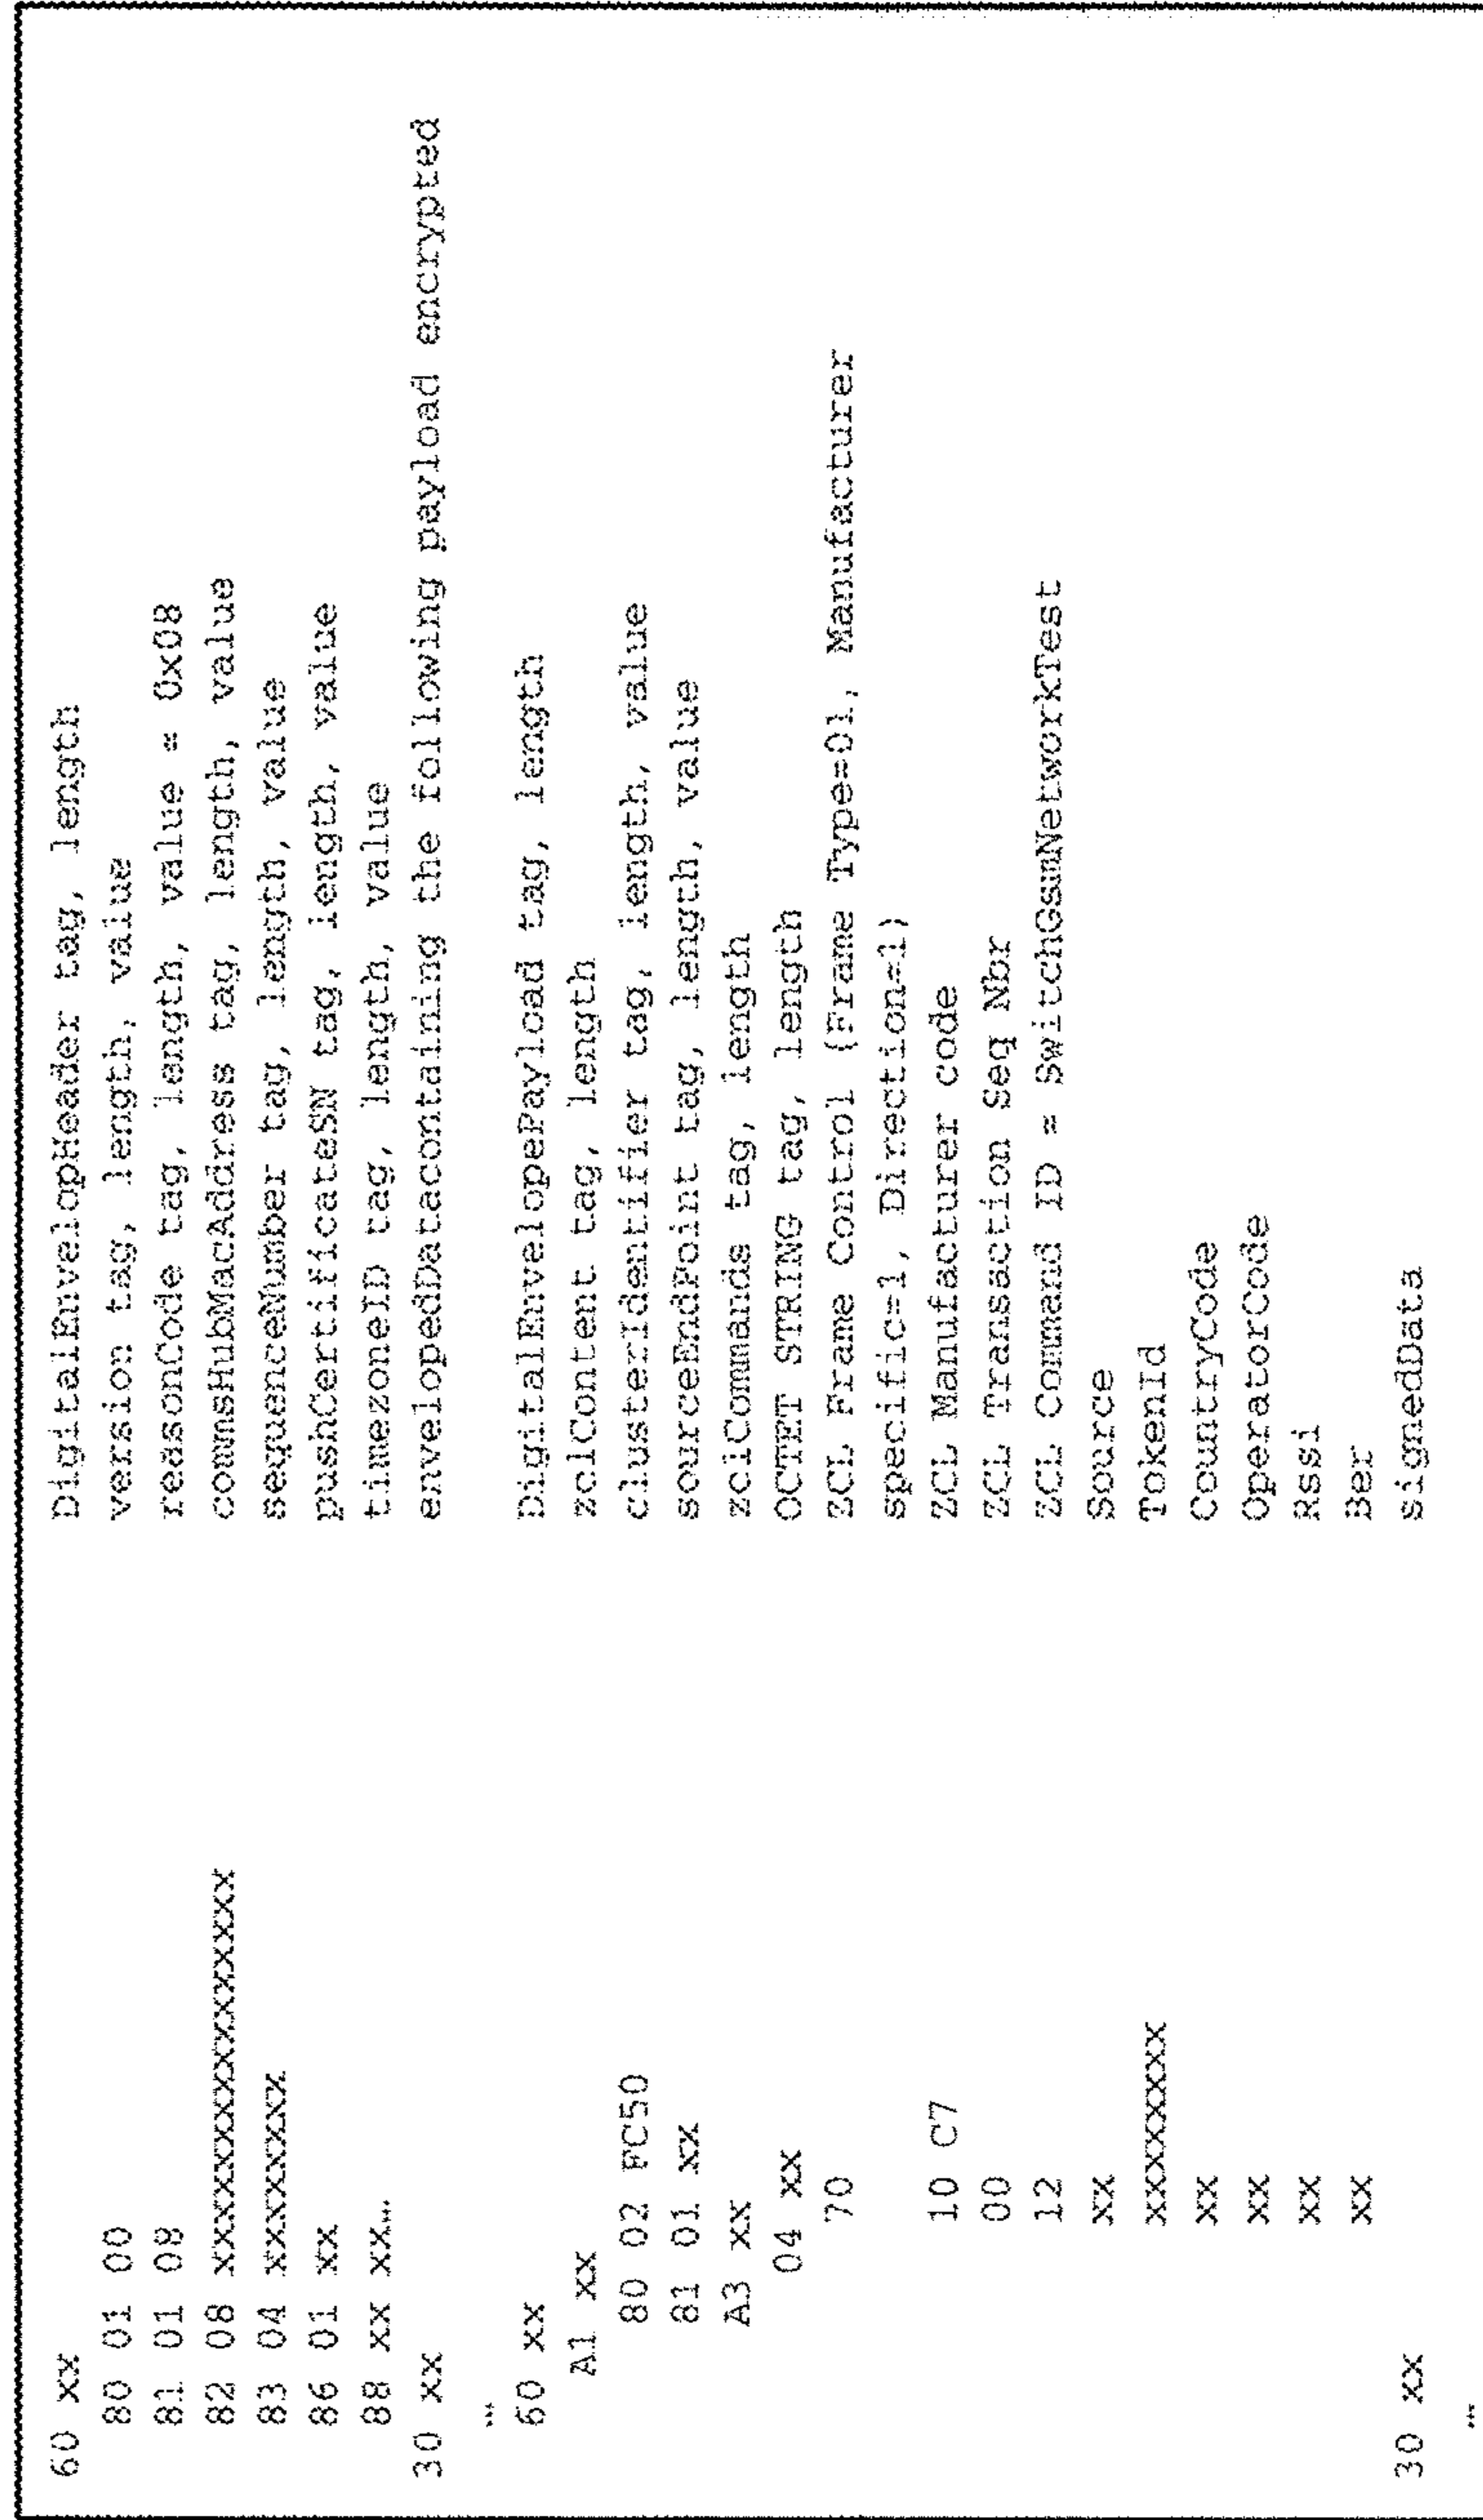 60 xx DigitalEnvelopHeader tag, length
80 01 00 version tag, length, value
81 01 08 reasonCode tag, length, value = 0x08
82 08 xxxxxxxxxxxxxxxx commsHubMacAddress tag, length, value
83 04 xxxxxxxx sequenceNumber tag, length, value
86 01 xx pushCertificateSN tag, length, value
88 xx xx… timezoneID tag, length, value
30 xx envelopedDatacontaining the following payload encrypted
…
60 xx DigitalEnvelopePayload tag, length
A1 xx zclContent tag, length
80 02 FC50 clusterIdentifier tag, length, value
81 01 xx sourceEndPoint tag, length, value
A3 xx zclCommands tag, length
04 xx OCTET STRING tag, length
70 ZCL Frame Control (Frame Type=01, Manufacturer
specific=1, Direction=1)
10 C7 ZCL Manufacturer code
00 ZCL Transaction Seq Nbr
12 ZCL Command ID = SwitchGsmNetworkTest
xx Source
xxxxxxxx TokenId
xx CountryCode
xx OperatorCode
xx Rssi
xx Ber
30 xx signedData
…